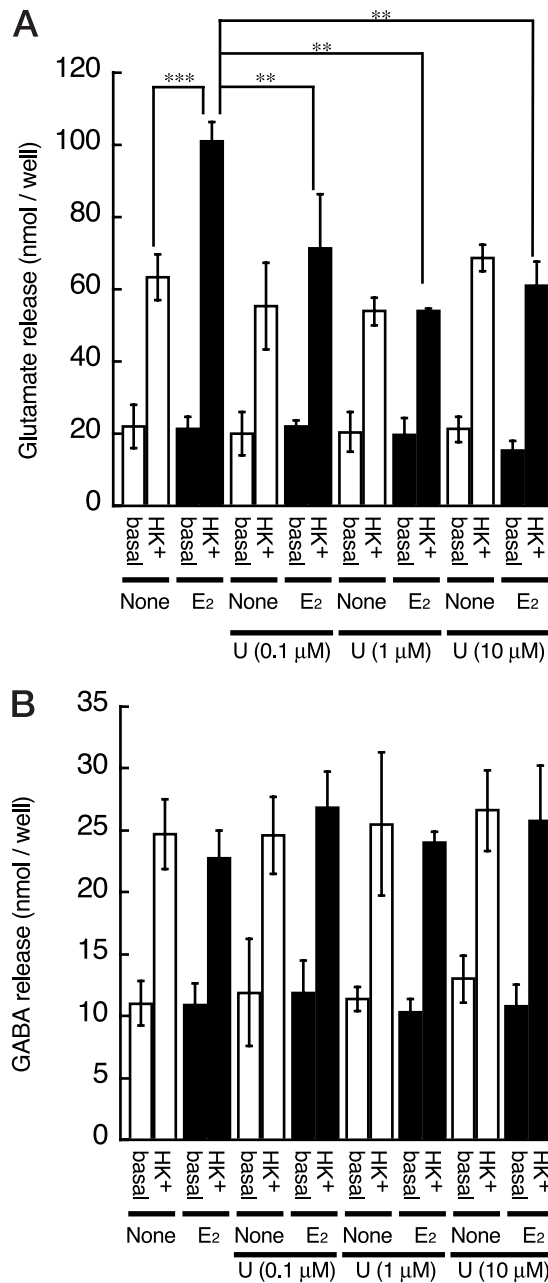 A
** 
** 
*** **
120
100
80
60
40
20
0
Glutamate release (nmol / well)
basal HK+ basal HK+ basal HK+ basal HK+ basal HK+ basal HK+ basal HK+ basal HK+
None E2 None E2 None E2 None E2
U (0.1 μM) U (1 μM) U (10 μM)
B
35
30
25
20
15
10
5
0
GABA release (nmol / well)
basal HK+ basal HK+ basal HK+ basal HK+ basal HK+ basal HK+ basal HK+ basal HK+
None E2 None E2 None E2 None E2
U (0.1 μM) U (1 μM) U (10 μM)